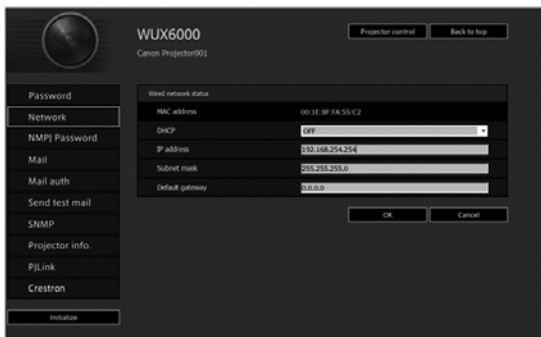 WUX6000
Canon Projector001
Projector control
Back to top
Password
Network
NMPJ Password
Mail
Mail auth
Send test mail
SNMP
Projector info.
PJLink
Crestron
Initialize
Wired network status
MAC address 00:1E:8F:FA:55:C2
DHCP OFF
IP address 192.168.254.254
Subnet mask 255.255.255.0
Default gateway 0.0.0.0
OK
Cancel